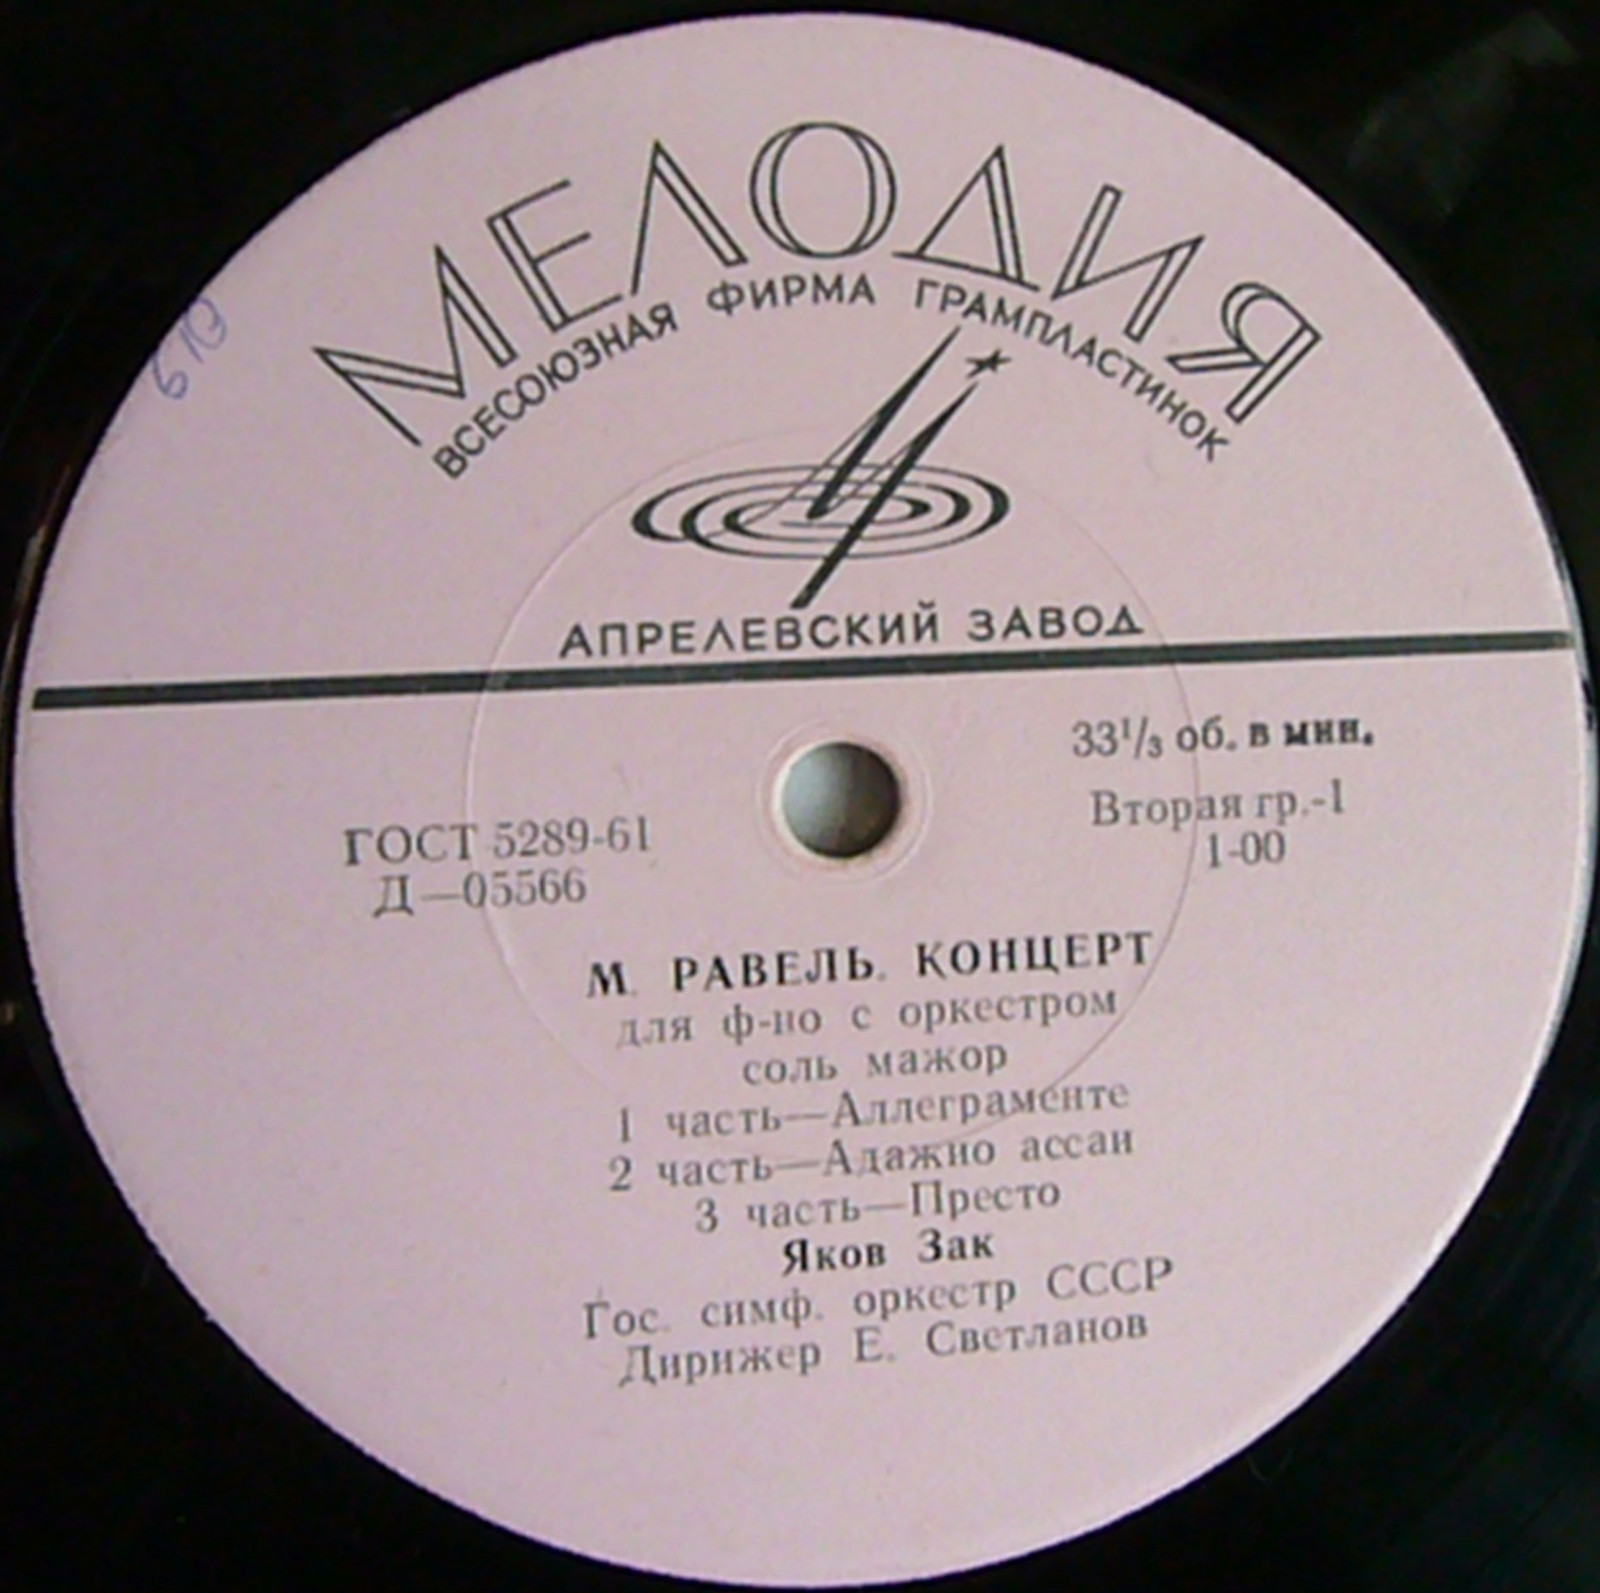 МЕЛОДИЯ
ВСЕСОЮЗНАЯ ФИРМА ГРАМПЛАСТИНОК
АПРЕЛЕВСКИЙ ЗАВОД
33¹/₃ об. в мин.
Вторая гр.-1
1-00
ГОСТ 5289-61
Д—05566
М. РАВЕЛЬ. КОНЦЕРТ
для ф-но с оркестром
соль мажор
1 часть—Аллеграменте
2 часть—Адажио ассаи
3 часть—Престо
Яков Зак
Гос. симф. оркестр СССР
Дирижер Е. Светланов